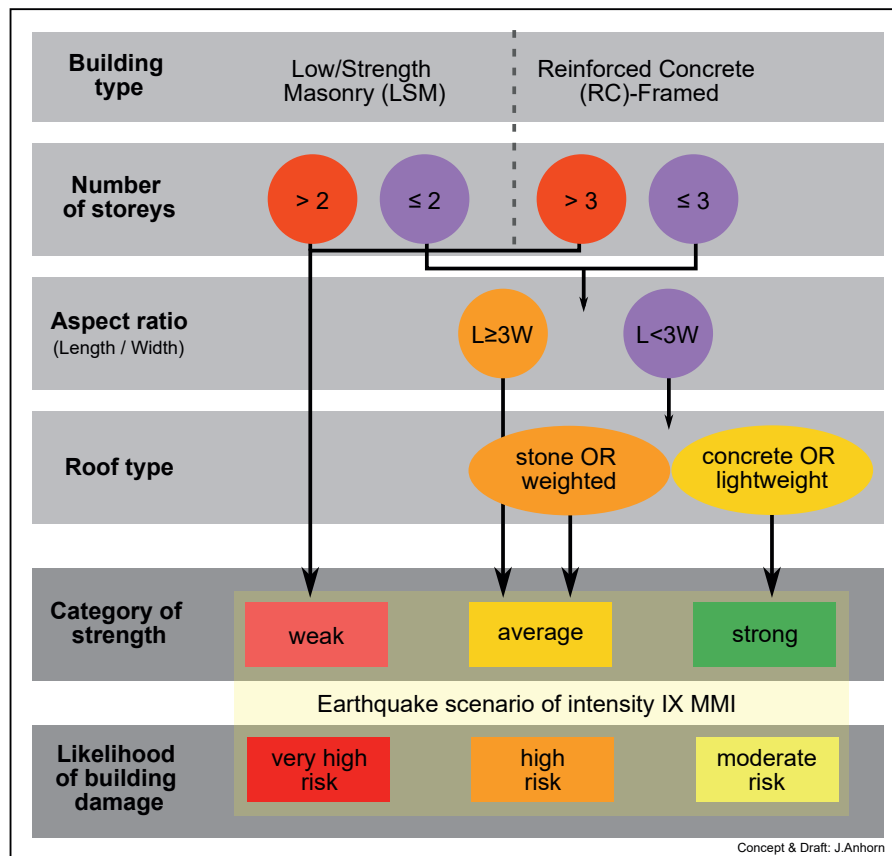 Building
type
Low/Strength
Masonry (LSM)
Reinforced Concrete
(RC)-Framed
Number
of storeys
> 2
≤ 2
> 3
≤ 3
Aspect ratio
(Length / Width)
L≥3W
L<3W
Roof type
stone OR
weighted
concrete OR
lightweight
Category of
strength
weak
average
strong
Earthquake scenario of intensity IX MMI
Likelihood
of building
damage
very high
risk
high
risk
moderate
risk
Concept & Draft: J.Anhorn